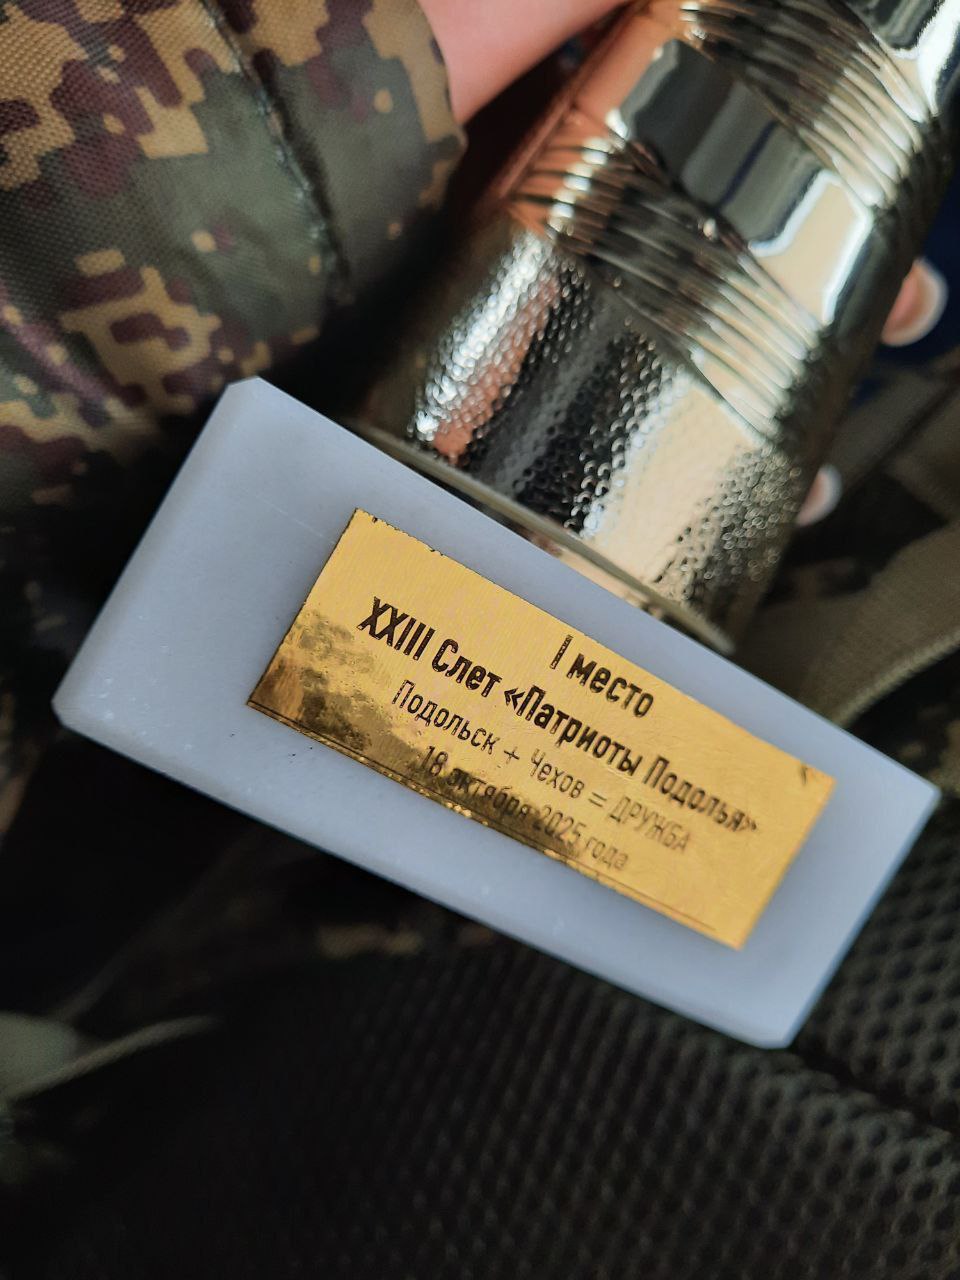 I место
XXIII Слет «Патриоты Подолья»
Подольск + Чехов = ДРУЖБА
18 октября 2025 года